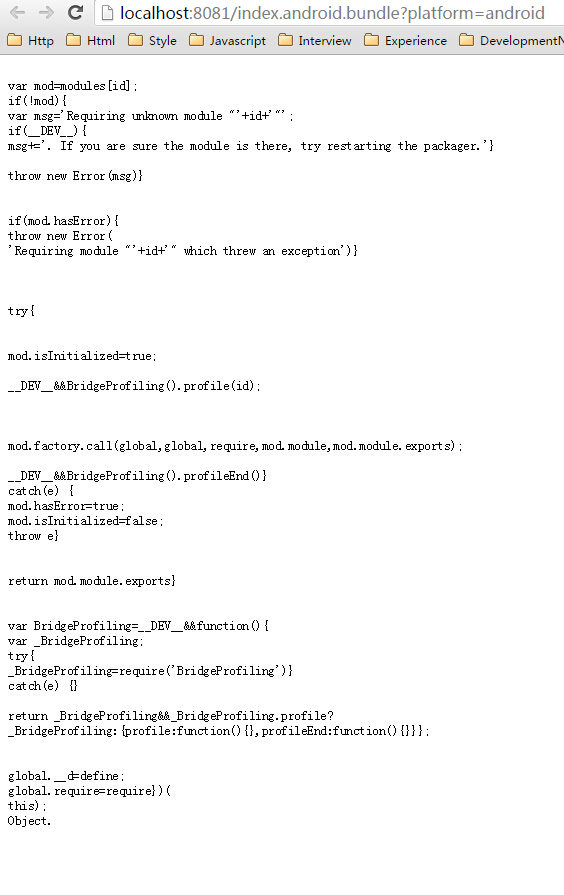 localhost:8081/index.android.bundle?platform=android
Http Html Style Javascript Interview Experience DevelopmentN
var mod=modules[id];
if(!mod){
var msg='Requiring unknown module "'+id+'"';
if(__DEV__){
msg+='. If you are sure the module is there, try restarting the packager.'}
throw new Error(msg)}
if(mod.hasError){
throw new Error(
'Requiring module "'+id+'" which threw an exception')}
try{
mod.isInitialized=true;
__DEV__&&BridgeProfiling().profile(id);
mod.factory.call(global,global,require,mod.module,mod.module.exports);
__DEV__&&BridgeProfiling().profileEnd()}
catch(e) {
mod.hasError=true;
mod.isInitialized=false;
throw e}
return mod.module.exports}
var BridgeProfiling=__DEV__&&function(){
var _BridgeProfiling;
try{
_BridgeProfiling=require('BridgeProfiling')}
catch(e) {}
return _BridgeProfiling&&_BridgeProfiling.profile?
_BridgeProfiling:{profile:function(){},profileEnd:function(){}}};
global.__d=define;
global.require=require})(
this);
Object.